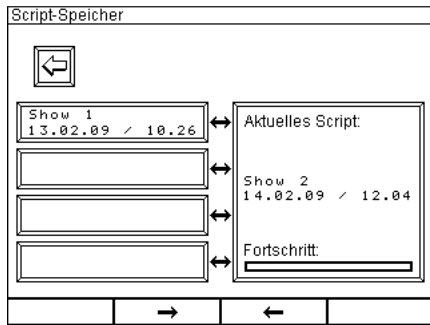 Script-Speicher
Show 1
13.02.09 / 10.26
Aktuelles Script:
Show 2
14.02.09 / 12.04
Fortschritt: